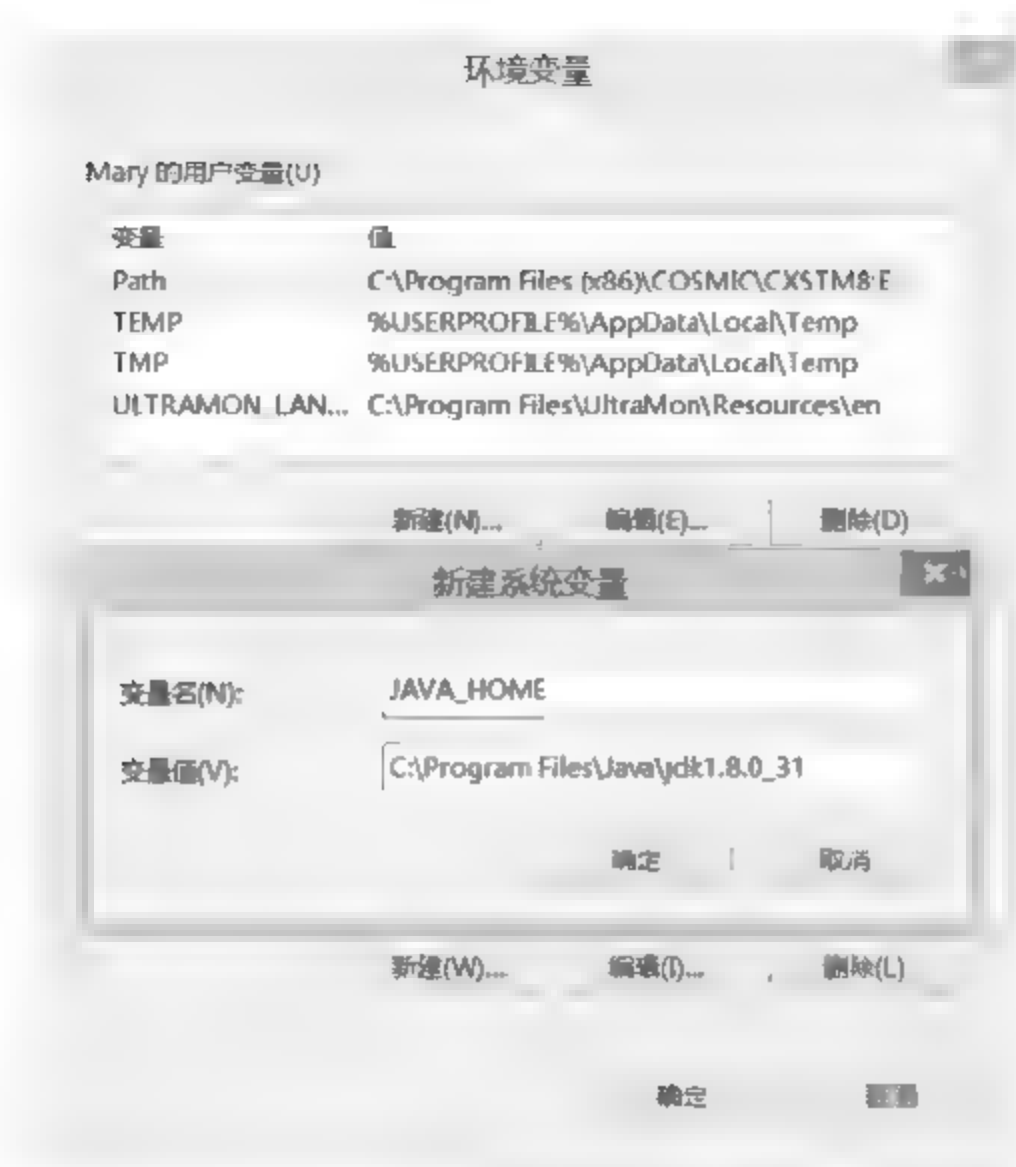 环境变量
Mary 的用户变量(U)
变量 值
Path C:\Program Files (x86)\COSMIC\CXSTM8
TEMP %USERPROFILE%\AppData\Local\Temp
TMP %USERPROFILE%\AppData\Local\Temp
ULTRAMON_LAN... C:\Program Files\UltraMon\Resources\en
新建(N)... 编辑(E)... 删除(D)
新建系统变量
变量名(N): JAVA_HOME
变量值(V): C:\Program Files\Java\jdk1.8.0_31
确定 取消
新建(W)... 编辑(I)... 删除(L)
确定